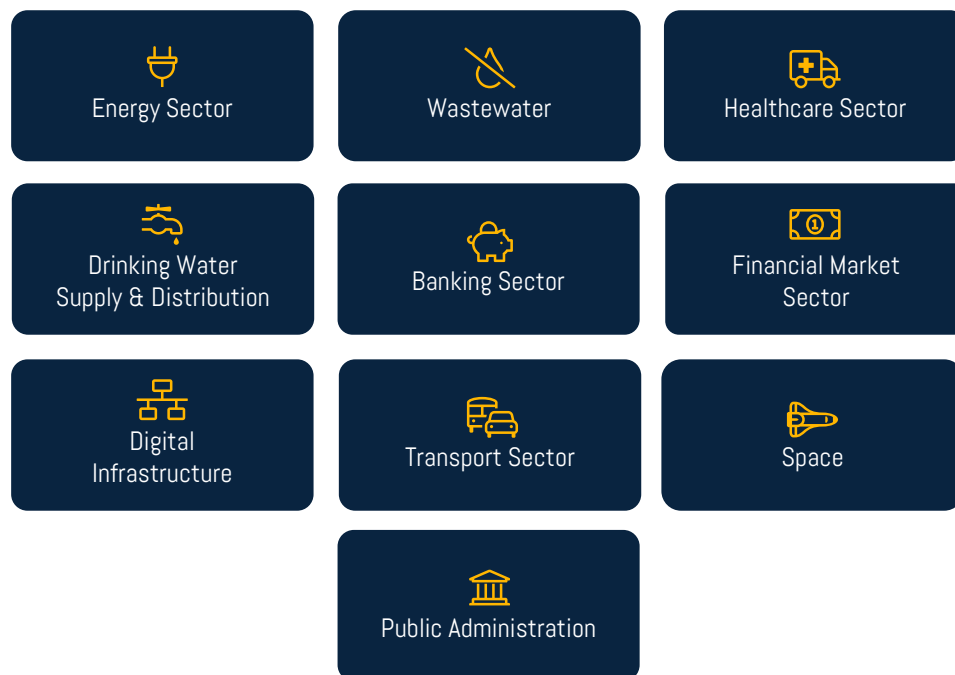 Energy Sector
Wastewater
Healthcare Sector
Drinking Water
Supply & Distribution
Banking Sector
Financial Market
Sector
Digital
Infrastructure
Transport Sector
Space
Public Administration